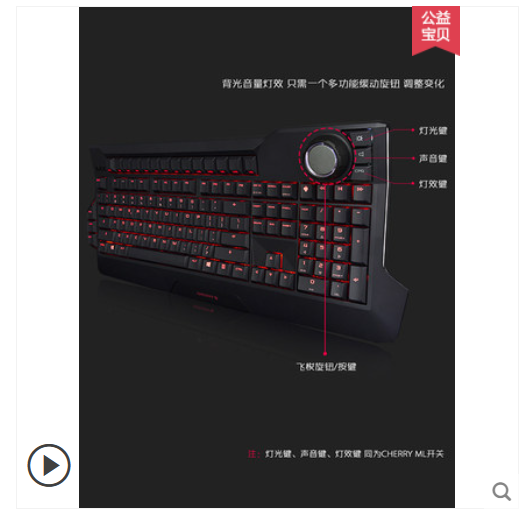 公益
宝贝
背光音量灯效 只需一个多功能缓动旋钮 调整变化
灯光键
声音键
灯效键
飞梭旋钮/按键
注：灯光键、声音键、灯效键 同为CHERRY ML开关